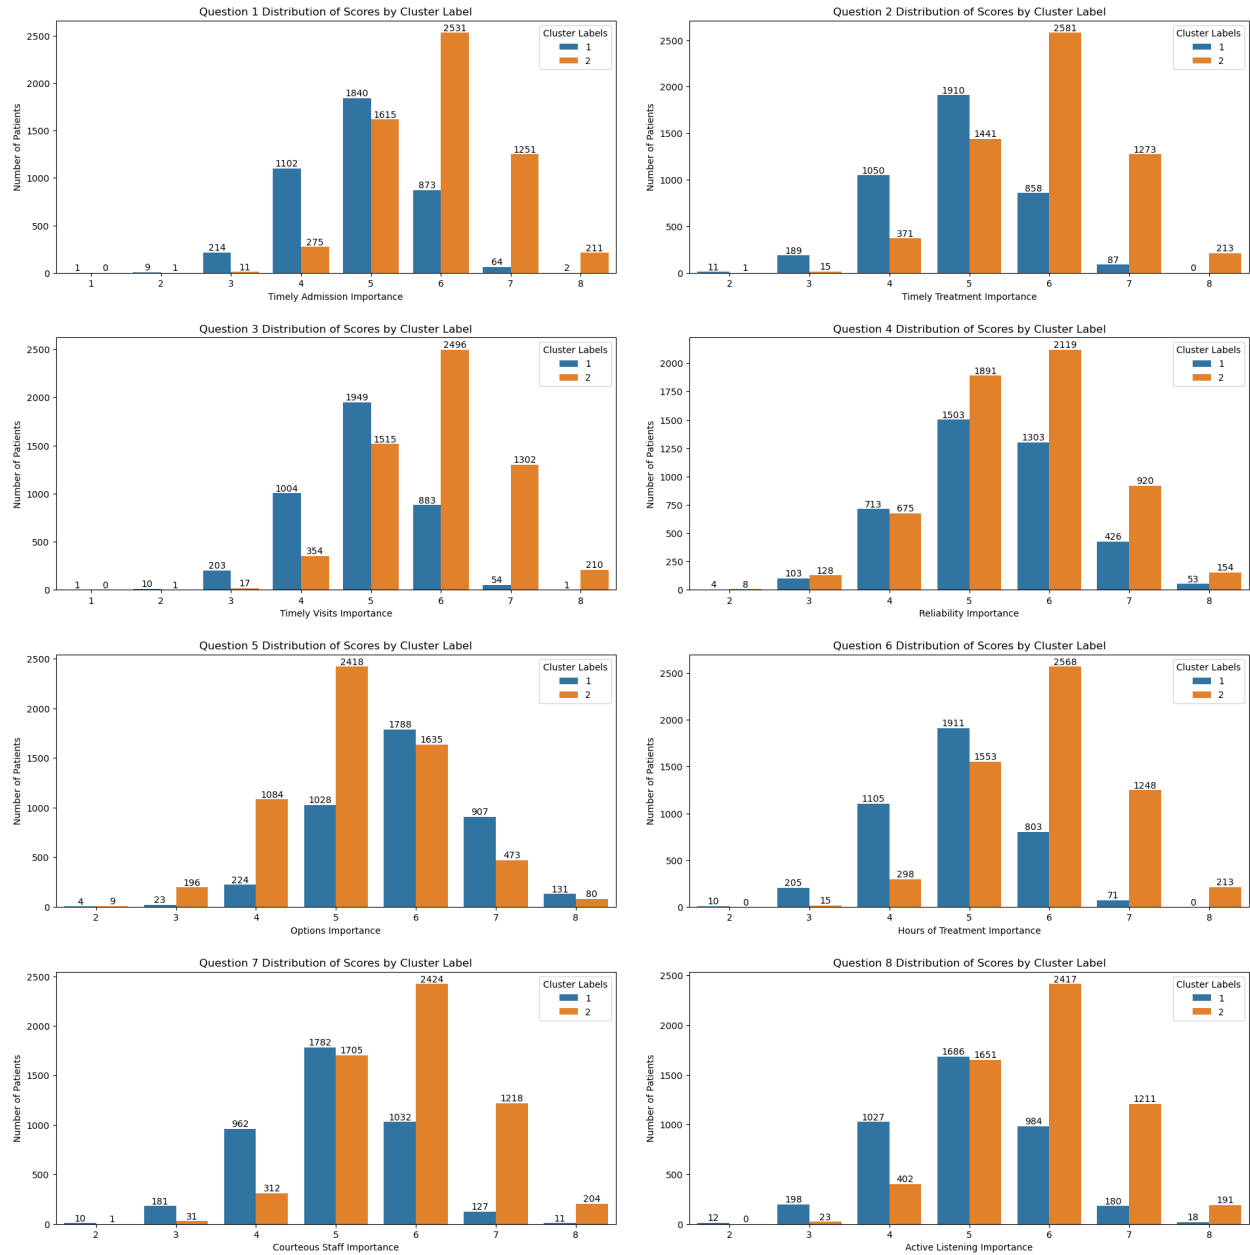 Question 1 Distribution of Scores by Cluster Label
Number of Patients
2500
2000
1500
1000
500
0
1 0 9 1 214 11 1102 275 1840 1615 873 2531 64 1251 2 211
1 2 3 4 5 6 7 8
Timely Admission Importance
Cluster Labels
1
2
Question 2 Distribution of Scores by Cluster Label
Number of Patients
2500
2000
1500
1000
500
0
11 1 189 15 1050 371 1910 1441 858 2581 87 1273 0 213
2 3 4 5 6 7 8
Timely Treatment Importance
Cluster Labels
1
2
Question 3 Distribution of Scores by Cluster Label
Number of Patients
2500
2000
1500
1000
500
0
1 0 10 1 203 17 1004 354 1949 1515 883 2496 54 1302 1 210
1 2 3 4 5 6 7 8
Timely Visits Importance
Cluster Labels
1
2
Question 4 Distribution of Scores by Cluster Label
Number of Patients
2000
1750
1500
1250
1000
750
500
250
0
4 8 103 128 713 675 1503 1891 1303 2119 426 920 53 154
2 3 4 5 6 7 8
Reliability Importance
Cluster Labels
1
2
Question 5 Distribution of Scores by Cluster Label
Number of Patients
2500
2000
1500
1000
500
0
4 9 23 196 224 1084 1028 2418 1788 1635 907 473 131 80
2 3 4 5 6 7 8
Options Importance
Cluster Labels
1
2
Question 6 Distribution of Scores by Cluster Label
Number of Patients
2500
2000
1500
1000
500
0
10 0 205 15 1105 298 1911 1553 803 2568 71 1248 0 213
2 3 4 5 6 7 8
Hours of Treatment Importance
Cluster Labels
1
2
Question 7 Distribution of Scores by Cluster Label
Number of Patients
2500
2000
1500
1000
500
0
10 1 181 31 962 312 1782 1705 1032 2424 127 1218 11 204
2 3 4 5 6 7 8
Courteous Staff Importance
Cluster Labels
1
2
Question 8 Distribution of Scores by Cluster Label
Number of Patients
2500
2000
1500
1000
500
0
12 0 198 23 1027 402 1686 1651 984 2417 180 1211 18 191
2 3 4 5 6 7 8
Active Listening Importance
Cluster Labels
1
2